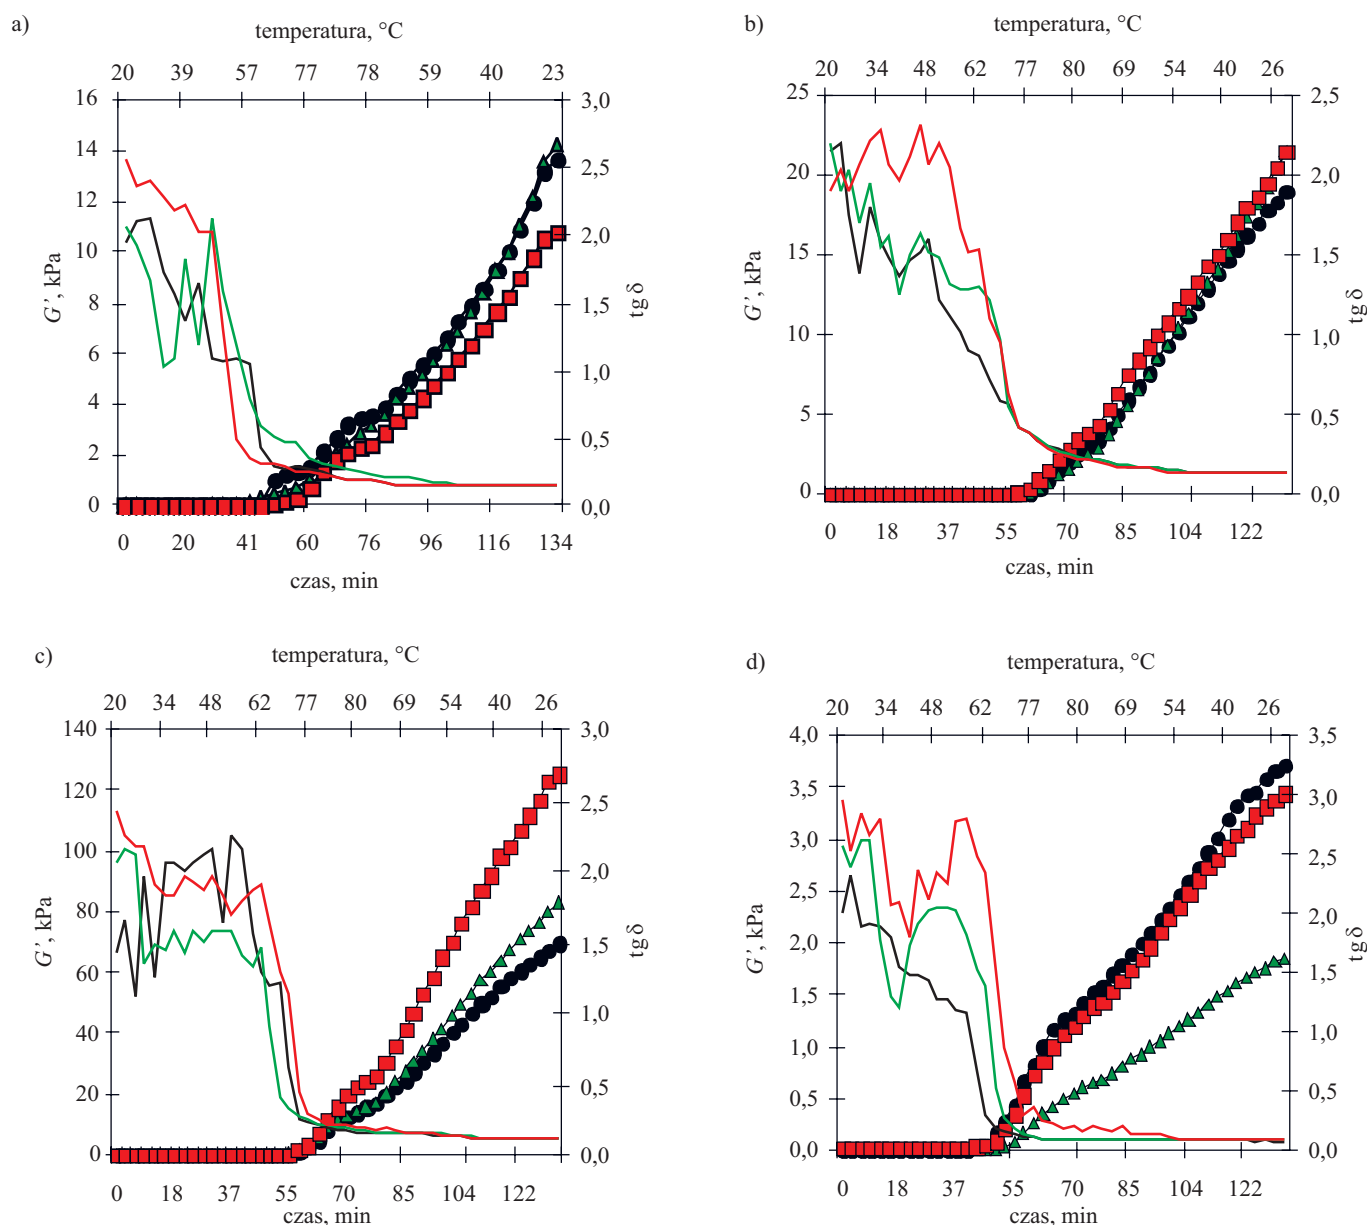 a)
temperatura, °C
20 39 57 77 78 59 40 23
16 3,0
14
2,5
12
10 2,0
G′, kPa
8 1,5
tg δ
6
1,0
4
0,5
2
0 0,0
0 20 41 60 76 96 116 134
czas, min
b)
temperatura, °C
20 34 48 62 77 80 69 54 40 26
25 2,5
20 2,0
15 1,5
G′, kPa
tg δ
10 1,0
5 0,5
0 0,0
0 18 37 55 70 85 104 122
czas, min
c)
temperatura, °C
20 34 48 62 77 80 69 54 40 26
140 3,0
120
2,5
100
2,0
80
G′, kPa
1,5
tg δ
60
1,0
40
0,5
20
0 0,0
0 18 37 55 70 85 104 122
czas, min
d)
temperatura, °C
20 34 48 62 77 80 69 54 40 26
4,0 3,5
3,5
3,0
3,0
2,5
2,5
2,0 2,0
G′, kPa
tg δ
1,5 1,5
1,0 1,0
0,5 0,5
0,0 0,0
0 18 37 55 70 85 104 122
czas, min